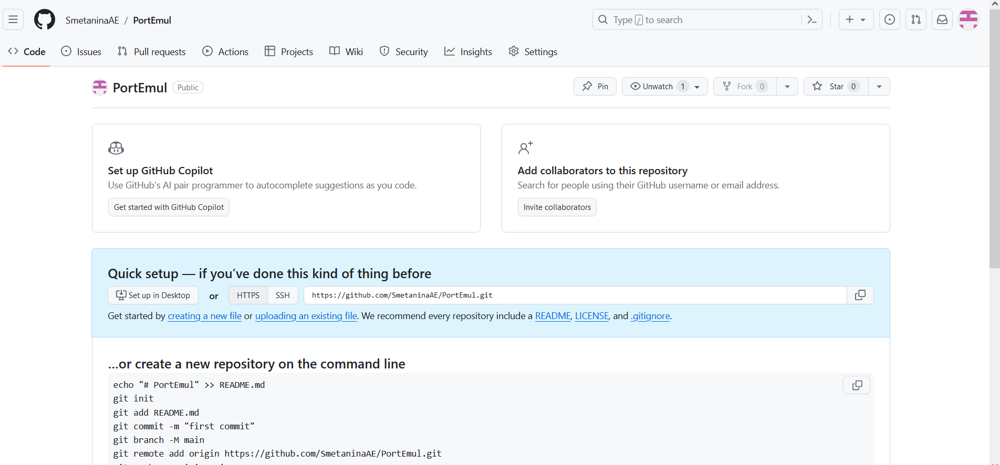 SmetaninaAE / PortEmul
Type / to search
Code Issues Pull requests Actions Projects Wiki Security Insights Settings
PortEmul Public
Pin Unwatch 1 Fork 0 Star 0
Set up GitHub Copilot
Use GitHub's AI pair programmer to autocomplete suggestions as you code.
Get started with GitHub Copilot
Add collaborators to this repository
Search for people using their GitHub username or email address.
Invite collaborators
Quick setup — if you’ve done this kind of thing before
Set up in Desktop or HTTPS SSH https://github.com/SmetaninaAE/PortEmul.git
Get started by creating a new file or uploading an existing file. We recommend every repository include a README, LICENSE, and .gitignore.
…or create a new repository on the command line
echo "# PortEmul" >> README.md
git init
git add README.md
git commit -m "first commit"
git branch -M main
git remote add origin https://github.com/SmetaninaAE/PortEmul.git